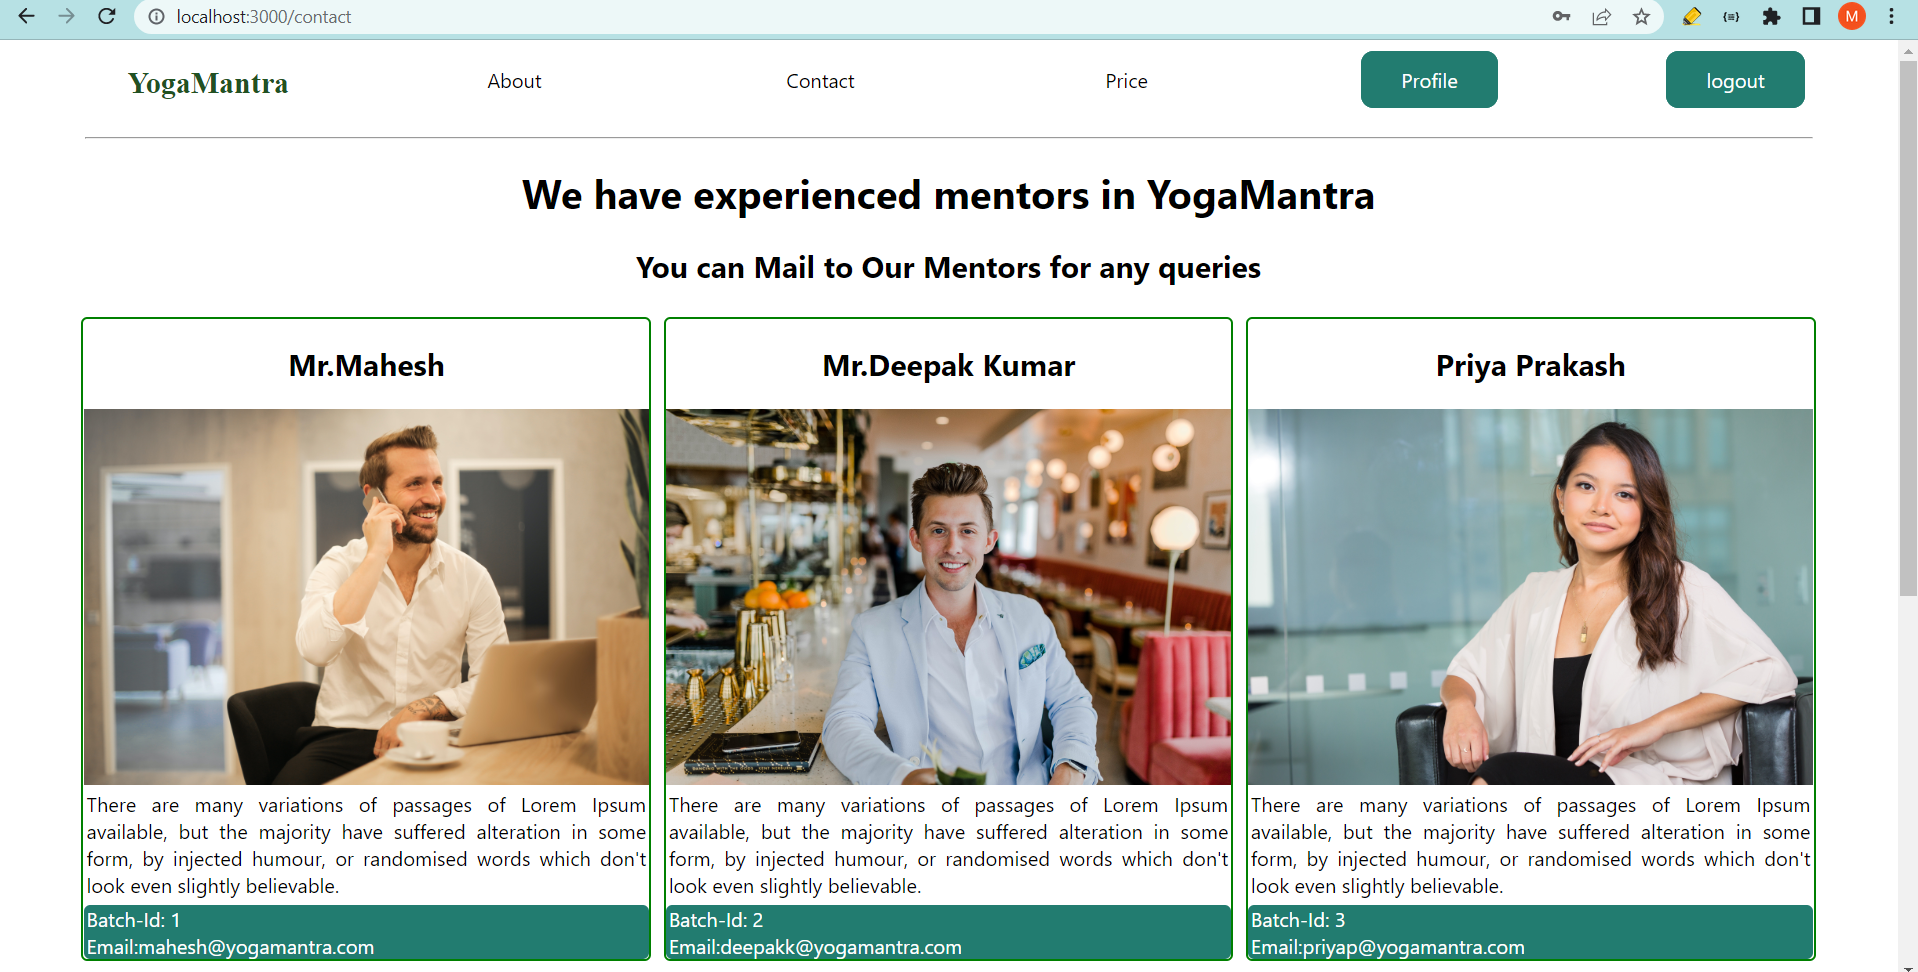 localhost:3000/contact
M
YogaMantra
About
Contact
Price
Profile
logout
We have experienced mentors in YogaMantra
You can Mail to Our Mentors for any queries
Mr.Mahesh
There are many variations of passages of Lorem Ipsum
available, but the majority have suffered alteration in some
form, by injected humour, or randomised words which don't
look even slightly believable.
Batch-Id: 1
Email:mahesh@yogamantra.com
Mr.Deepak Kumar
There are many variations of passages of Lorem Ipsum
available, but the majority have suffered alteration in some
form, by injected humour, or randomised words which don't
look even slightly believable.
Batch-Id: 2
Email:deepakk@yogamantra.com
Priya Prakash
There are many variations of passages of Lorem Ipsum
available, but the majority have suffered alteration in some
form, by injected humour, or randomised words which don't
look even slightly believable.
Batch-Id: 3
Email:priyap@yogamantra.com